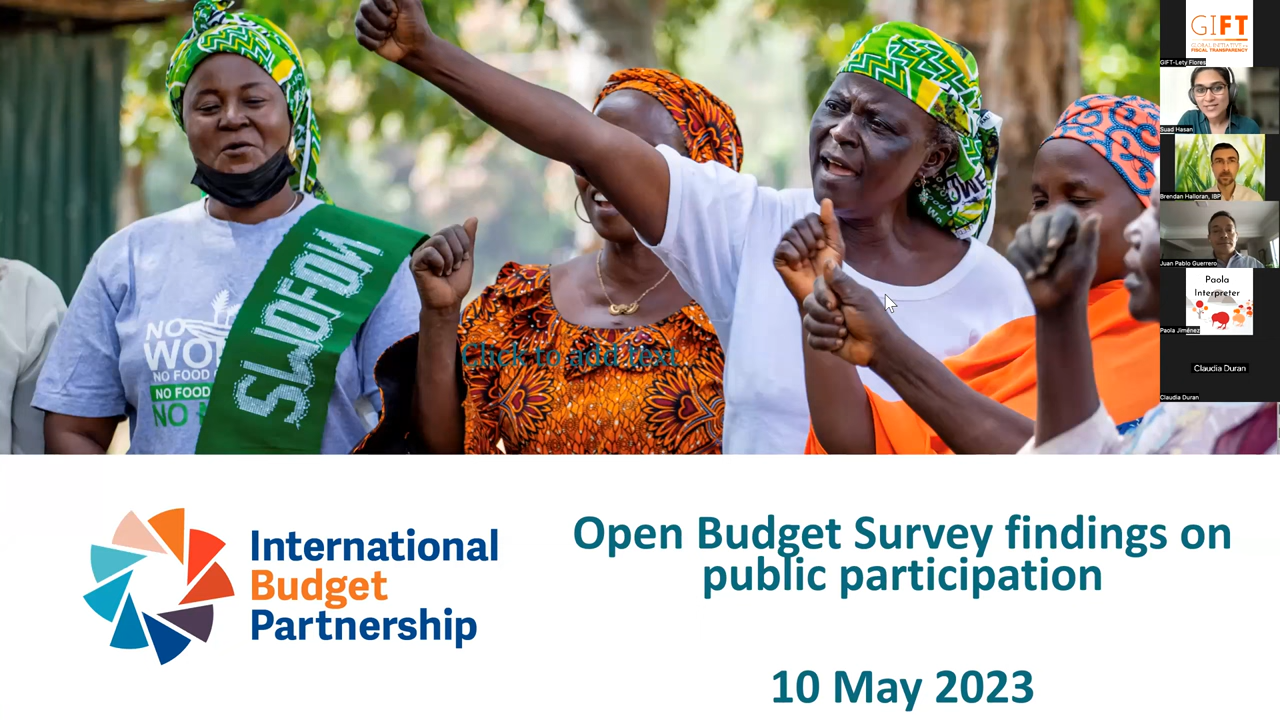 GIFT
GLOBAL INITIATIVE for
FISCAL TRANSPARENCY
GIFT-Lety Flores
Suad Hasan
Brendan Halloran, IBP
Juan Pablo Guerrero
Paola
Interpreter
Paola Jiménez
Claudia Duran
Claudia Duran
SWOFON
NO
NO FOOD
NO FOOD
NO
Click to add text
International
Budget
Partnership
Open Budget Survey findings on
public participation
10 May 2023